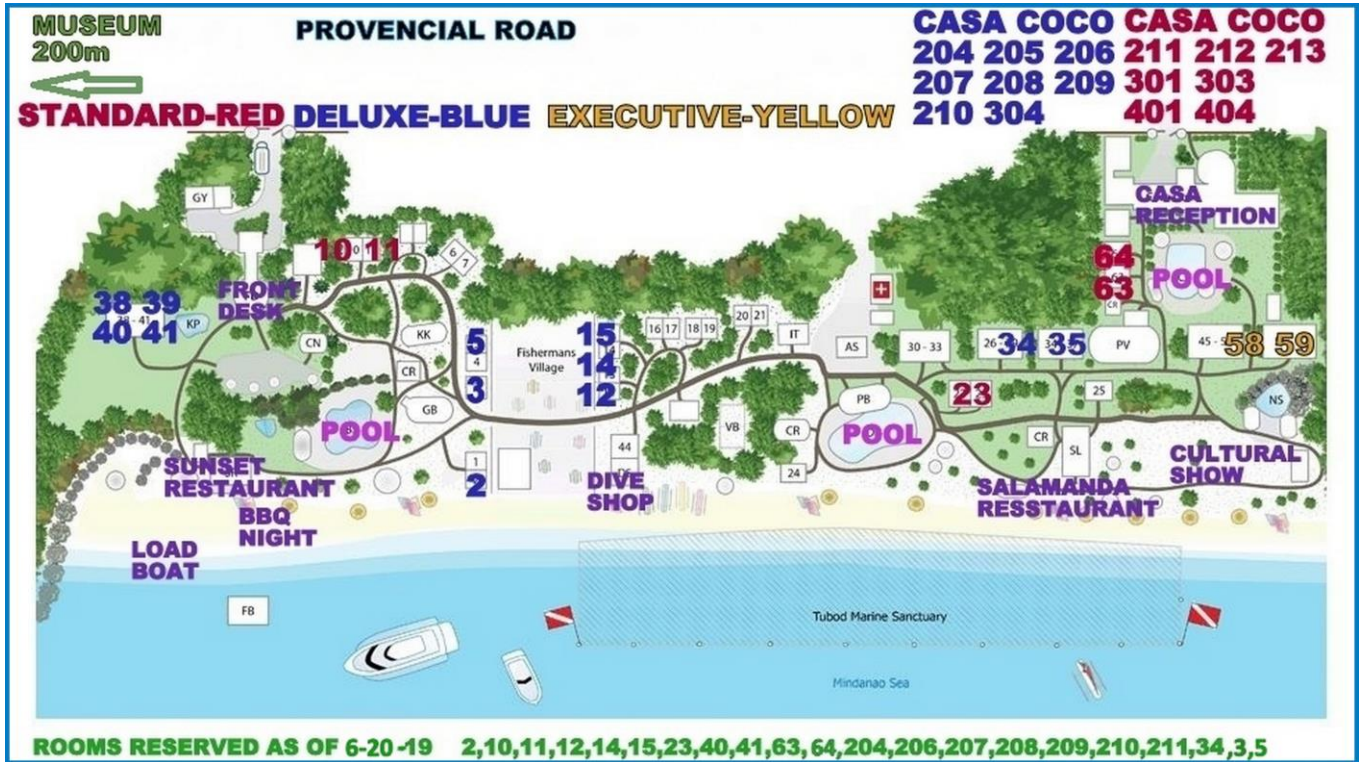 MUSEUM
200m
PROVENCIAL ROAD
CASA COCO
204 205 206
207 208 209
210 304
CASA COCO
211 212 213
301 303
401 404
STANDARD-RED DELUXE-BLUE EXECUTIVE-YELLOW
GY
10 11
6
7
38 39
40 41
KP
FRONT
DESK
CN
KK
CR
GB
POOL
5
4
3
1
2
Fishermans
Village
15
14
12
16 17
18 19
20 21
IT
AS
44
VB
CR
24
PB
POOL
DIVE
SHOP
30 - 33
34 35
23
25
CR
SL
PV
CASA
RECEPTION
64
63
CR
POOL
58 59
NS
SUNSET
RESTAURANT
BBQ
NIGHT
LOAD
BOAT
FB
SALAMANDA
RESSTAURANT
CULTURAL
SHOW
Tubod Marine Sanctuary
Mindanao Sea
ROOMS RESERVED AS OF 6-20-19 2,10,11,12,14,15,23,40,41,63,64,204,206,207,208,209,210,211,34,3,5